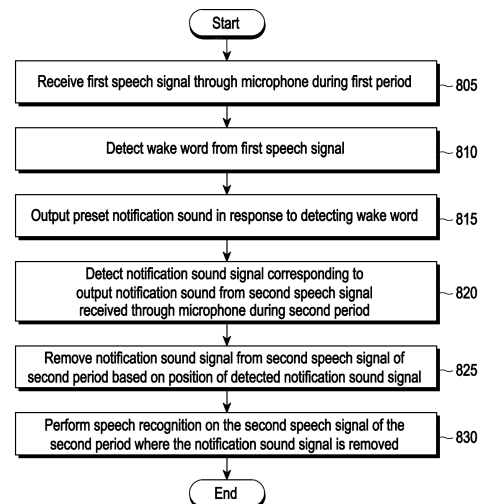 Start
Receive first speech signal through microphone during first period
805
Detect wake word from first speech signal
810
Output preset notification sound in response to detecting wake word
815
Detect notification sound signal corresponding to
output notification sound from second speech signal
received through microphone during second period
820
Remove notification sound signal from second speech signal of
second period based on position of detected notification sound signal
825
Perform speech recognition on the second speech signal of the
second period where the notification sound signal is removed
830
End